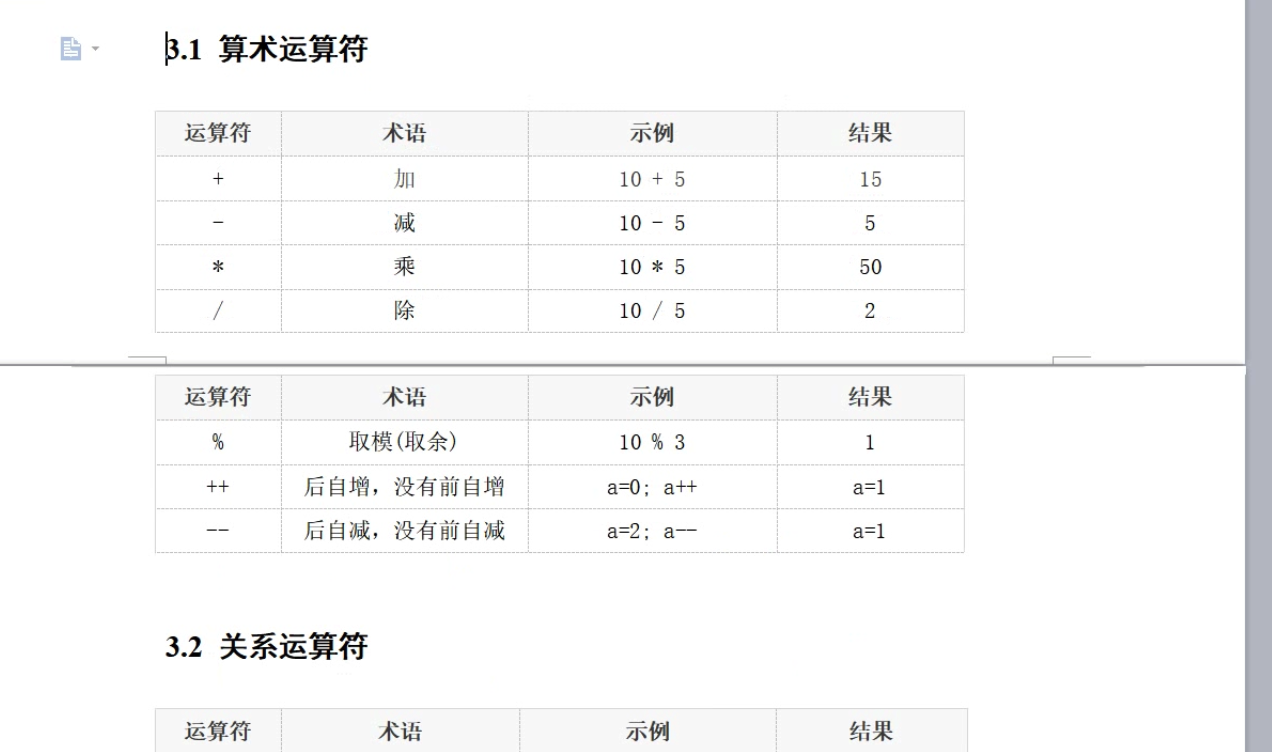 3.1 算术运算符
运算符 术语 示例 结果
+ 加 10 + 5 15
- 减 10 - 5 5
* 乘 10 * 5 50
/ 除 10 / 5 2
运算符 术语 示例 结果
% 取模(取余) 10 % 3 1
++ 后自增，没有前自增 a=0; a++ a=1
-- 后自减，没有前自减 a=2; a-- a=1
3.2 关系运算符
运算符 术语 示例 结果